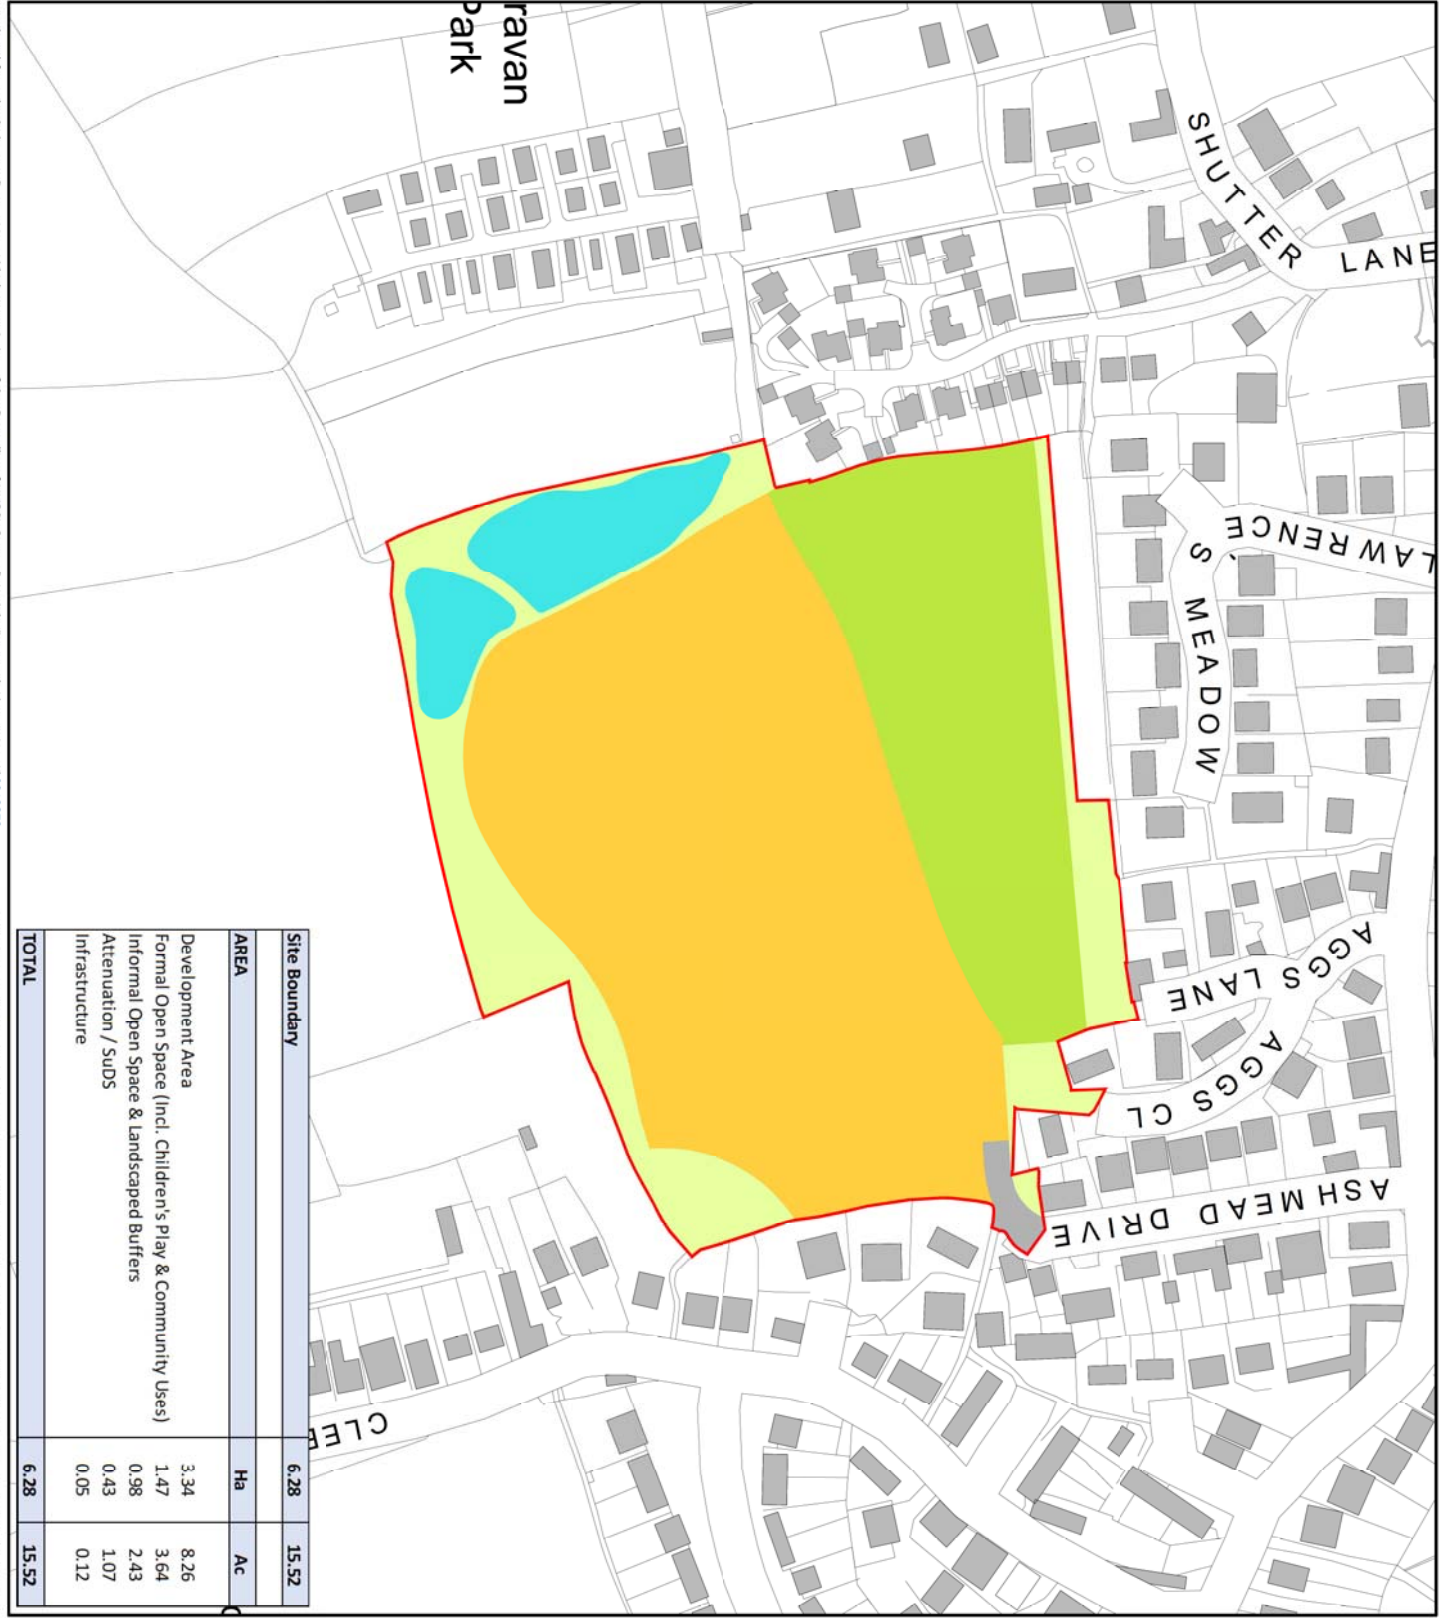 ravan
Park
SHUTTER LANE
LAWRENCE
S` MEADOW
AGGS LANE
AGGS CL
ASHMEAD DRIVE
CLEE
Site Boundary 6.28 15.52
AREA Ha Ac
Development Area 3.34 8.26
Formal Open Space (Incl. Children's Play & Community Uses) 1.47 3.64
Informal Open Space & Landscaped Buffers 0.98 2.43
Attenuation / SuDS 0.43 1.07
Infrastructure 0.05 0.12
TOTAL 6.28 15.52